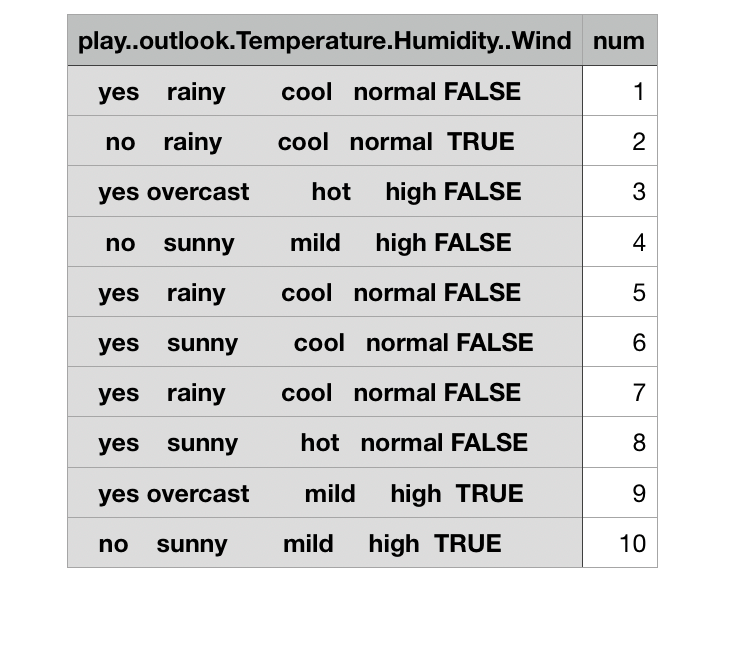 play..outlook.Temperature.Humidity..Wind num
yes rainy cool normal FALSE 1
no rainy cool normal TRUE 2
yes overcast hot high FALSE 3
no sunny mild high FALSE 4
yes rainy cool normal FALSE 5
yes sunny cool normal FALSE 6
yes rainy cool normal FALSE 7
yes sunny hot normal FALSE 8
yes overcast mild high TRUE 9
no sunny mild high TRUE 10